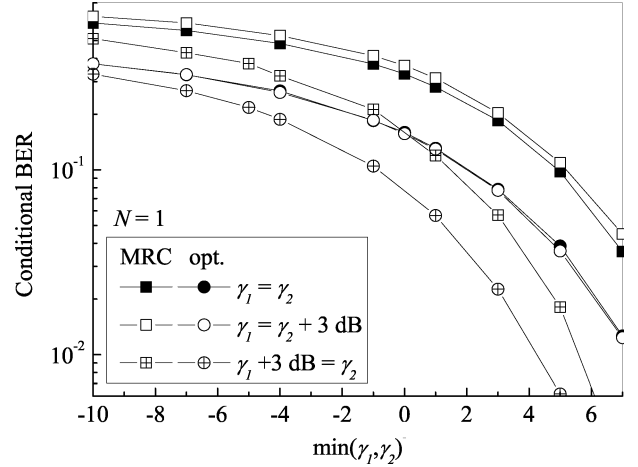 Conditional BER
10^-1
10^-2
N = 1
MRC opt.
γ1 = γ2
γ1 = γ2 + 3 dB
γ1 +3 dB = γ2
-10 -8 -6 -4 -2 0 2 4 6
min(γ1,γ2)